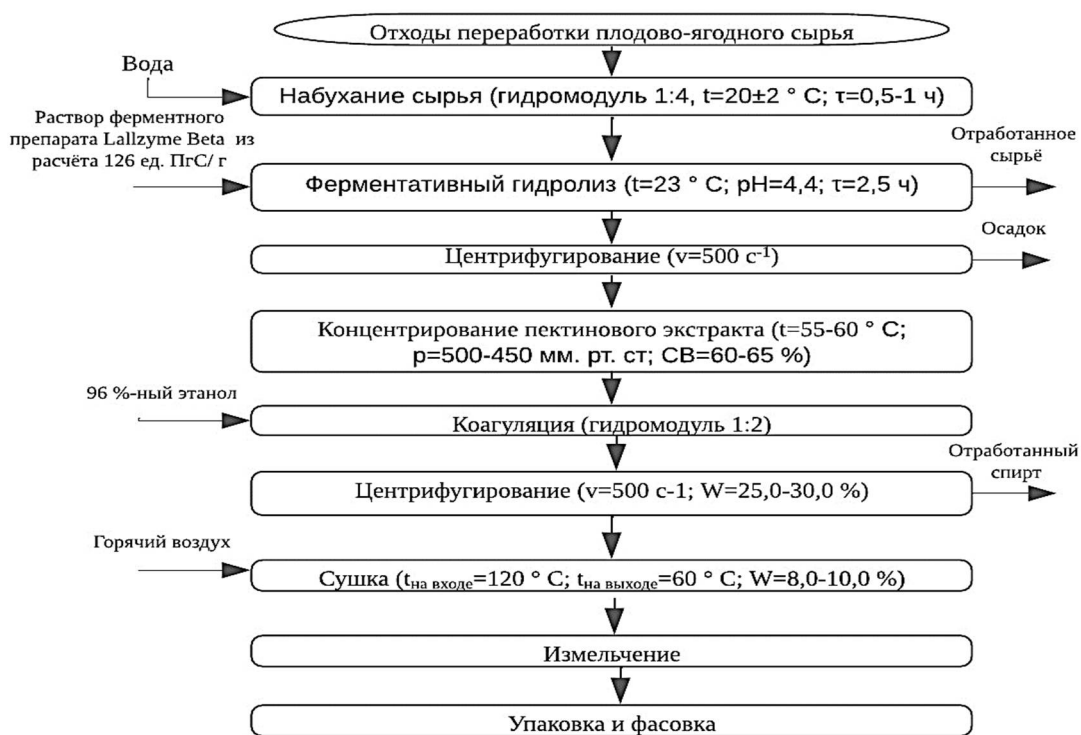 Отходы переработки плодово-ягодного сырья
Вода
Набухание сырья (гидромодуль 1:4, t=20±2 ° C; τ=0,5-1 ч)
Раствор ферментного
препарата Lallzyme Beta из
расчёта 126 ед. ПгС/ г
Ферментативный гидролиз (t=23 ° C; pH=4,4; τ=2,5 ч)
Отработанное
сырьё
Центрифугирование (v=500 c-1)
Осадок
Концентрирование пектинового экстракта (t=55-60 ° C;
p=500-450 мм. рт. ст; СВ=60-65 %)
96 %-ный этанол
Коагуляция (гидромодуль 1:2)
Центрифугирование (v=500 c-1; W=25,0-30,0 %)
Отработанный
спирт
Горячий воздух
Сушка (tна входе=120 ° C; tна выходе=60 ° C; W=8,0-10,0 %)
Измельчение
Упаковка и фасовка